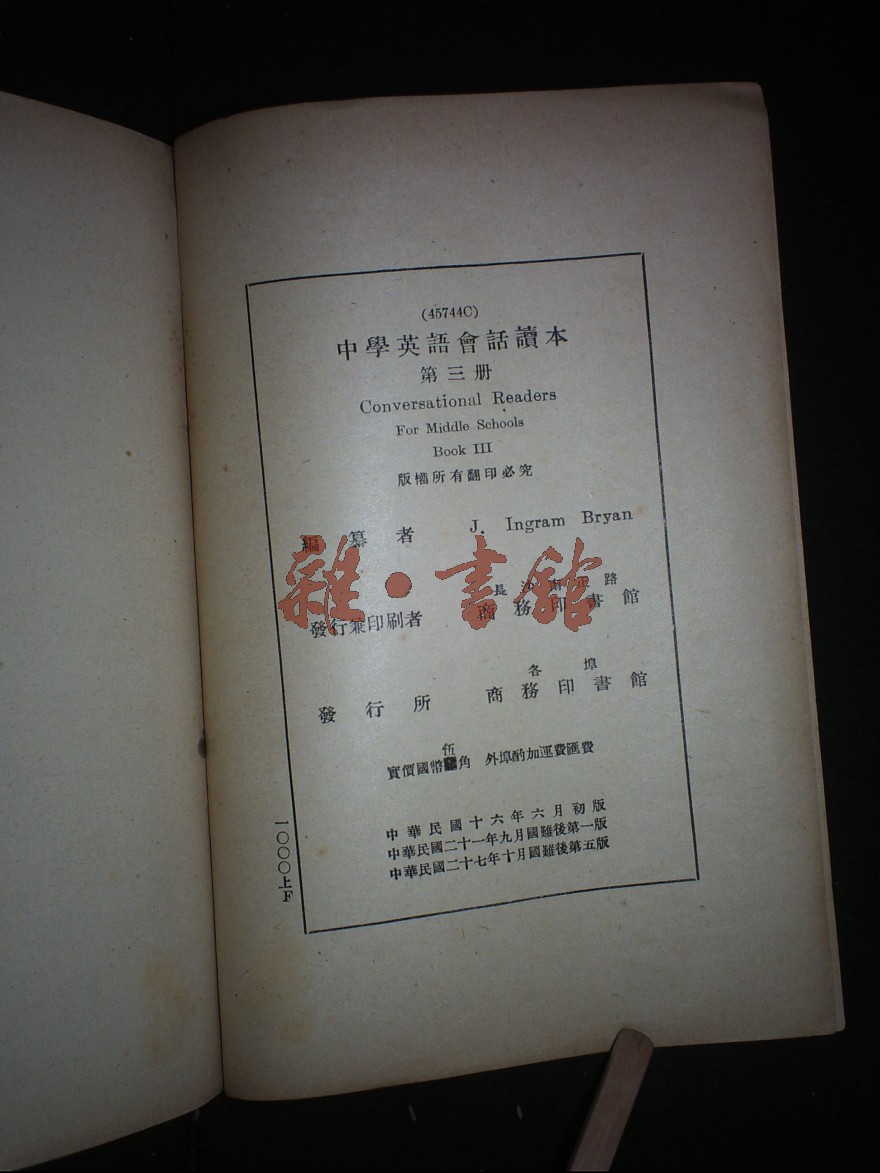 (45744C)
中學英語會話讀本
第三册
Conversational Readers
For Middle Schools
Book III
版權所有翻印必究
編纂者 J. Ingram Bryan
長沙南正路
發行兼印刷者 商務印書館
各埠
發行所 商務印書館
伍
實價國幣角 外埠酌加運費匯費
中華民國十六年六月初版
中華民國二十一年九月國難後第一版
中華民國二十七年十月國難後第五版
一〇〇〇上F
雜·書館